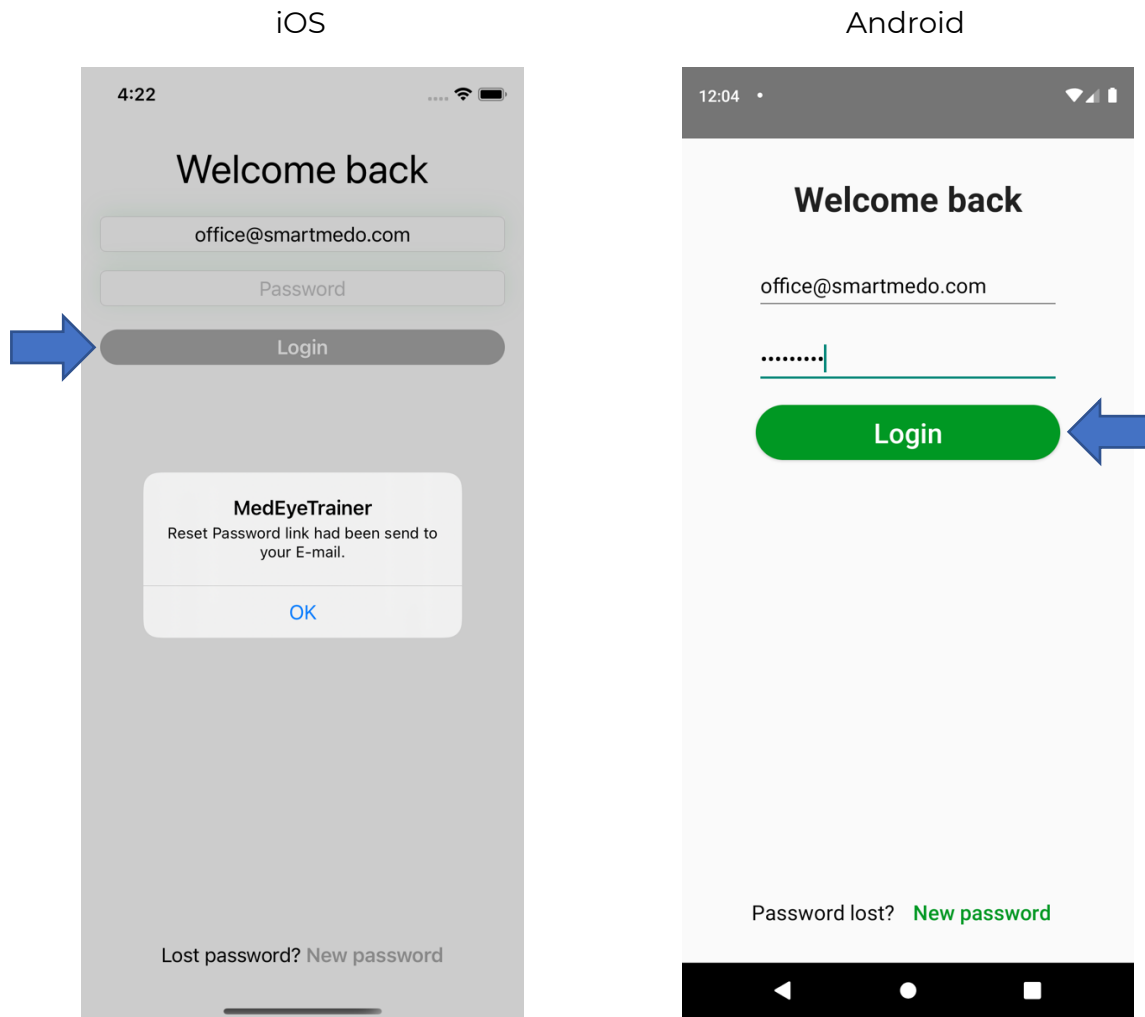 iOS
4:22
Welcome back
office@smartmedo.com
Password
Login
MedEyeTrainer
Reset Password link had been send to
your E-mail.
OK
Lost password? New password
Android
12:04
Welcome back
office@smartmedo.com
•••••••••
Login
Password lost? New password